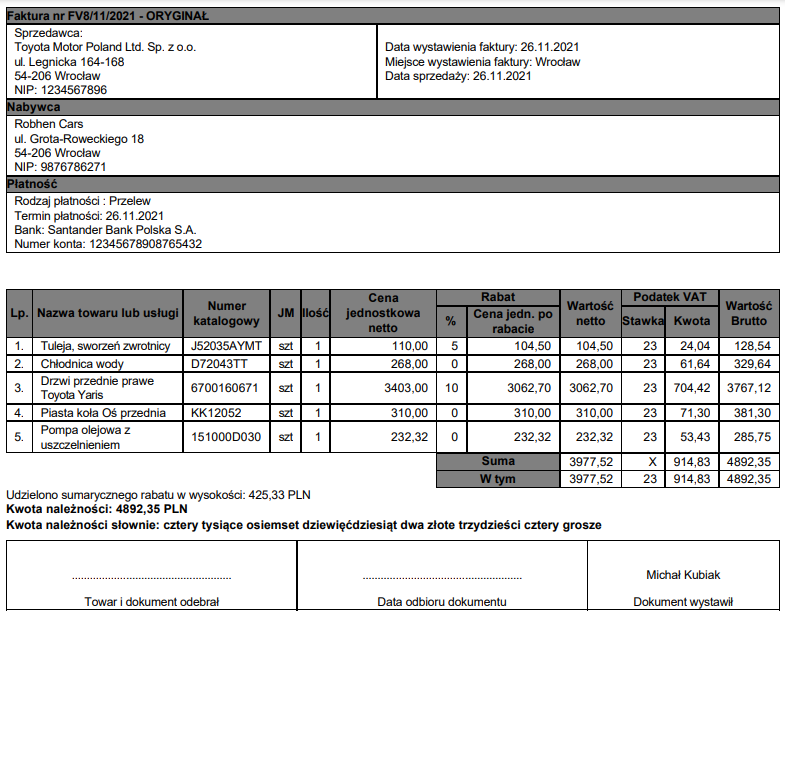 Faktura nr FV8/11/2021 - ORYGINAŁ
Sprzedawca:
Toyota Motor Poland Ltd. Sp. z o.o.
ul. Legnicka 164-168
54-206 Wrocław
NIP: 1234567896
Data wystawienia faktury: 26.11.2021
Miejsce wystawienia faktury: Wrocław
Data sprzedaży: 26.11.2021
Nabywca
Robhen Cars
ul. Grota-Roweckiego 18
54-206 Wrocław
NIP: 9876786271
Płatność
Rodzaj płatności : Przelew
Termin płatności: 26.11.2021
Bank: Santander Bank Polska S.A.
Numer konta: 12345678908765432
Lp. Nazwa towaru lub usługi Numer katalogowy JM Ilość Cena jednostkowa netto Rabat % Cena jedn. po rabacie Wartość netto Podatek VAT Stawka Kwota Wartość Brutto
1. Tuleja, sworzeń zwrotnicy J52035AYMT szt 1 110,00 5 104,50 104,50 23 24,04 128,54
2. Chłodnica wody D72043TT szt 1 268,00 0 268,00 268,00 23 61,64 329,64
3. Drzwi przednie prawe Toyota Yaris 6700160671 szt 1 3403,00 10 3062,70 3062,70 23 704,42 3767,12
4. Piasta koła Oś przednia KK12052 szt 1 310,00 0 310,00 310,00 23 71,30 381,30
5. Pompa olejowa z uszczelnieniem 151000D030 szt 1 232,32 0 232,32 232,32 23 53,43 285,75
Suma 3977,52 X 914,83 4892,35
W tym 3977,52 23 914,83 4892,35
Udzielono sumarycznego rabatu w wysokości: 425,33 PLN
Kwota należności: 4892,35 PLN
Kwota należności słownie: cztery tysiące osiemset dziewięćdziesiąt dwa złote trzydzieści cztery grosze
Michał Kubiak
Towar i dokument odebrał
Data odbioru dokumentu
Dokument wystawił